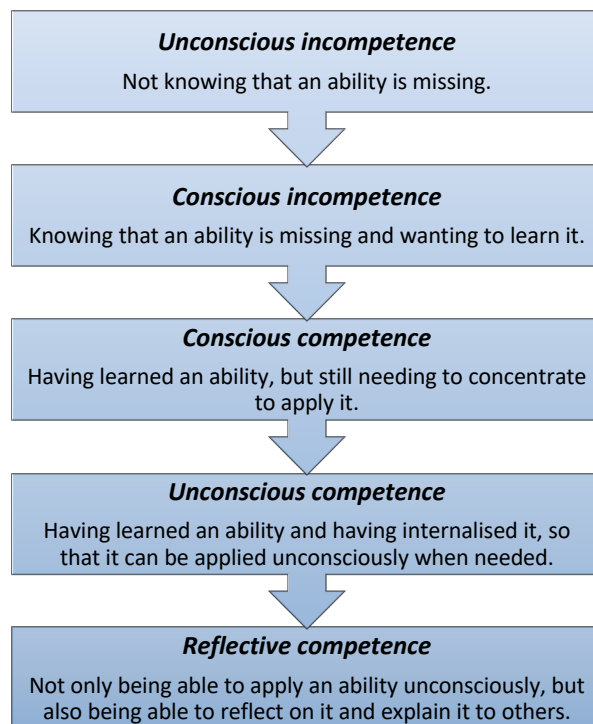 Unconscious incompetence
Not knowing that an ability is missing.
Conscious incompetence
Knowing that an ability is missing and wanting to learn it.
Conscious competence
Having learned an ability, but still needing to concentrate
to apply it.
Unconscious competence
Having learned an ability and having internalised it, so
that it can be applied unconsciously when needed.
Reflective competence
Not only being able to apply an ability unconsciously, but
also being able to reflect on it and explain it to others.